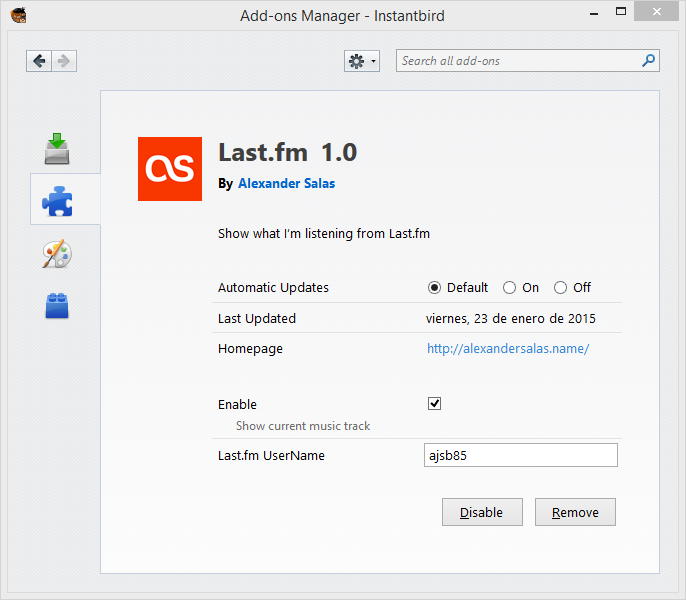 Add-ons Manager - Instantbird
Search all add-ons
Last.fm 1.0
By Alexander Salas
Show what I'm listening from Last.fm
Automatic Updates Default On Off
Last Updated viernes, 23 de enero de 2015
Homepage http://alexandersalas.name/
Enable
Show current music track
Last.fm UserName ajsb85
Disable Remove